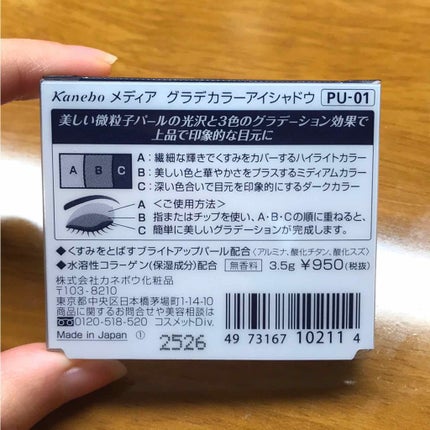 Kanebo メディア グラデカラーアイシャドウ PU-01
美しい微粒子パールの光沢と3色のグラデーション効果で
上品で印象的な目元に
A B C
A：繊細な輝きでくすみをカバーするハイライトカラー
B：美しい色と華やかさをプラスするミディアムカラー
C：深い色合いで目元を印象的にするダークカラー
＜ご使用方法＞
指またはチップを使い、A・B・Cの順に重ねると、
簡単に美しいグラデーションが完成します。
A
B
C
◆くすみをとばすブライトアップパール配合〈アルミナ、酸化チタン、酸化スズ〉
◆水溶性コラーゲン(保湿成分)配合 無香料 3.5g ¥950(税抜)
株式会社カネボウ化粧品
〒103-8210
東京都中央区日本橋茅場町1-14-10
商品に関するお問合せや美容相談は
0120-518-520 コスメットDiv.
Made in Japan ①
2526
4 973167 102114